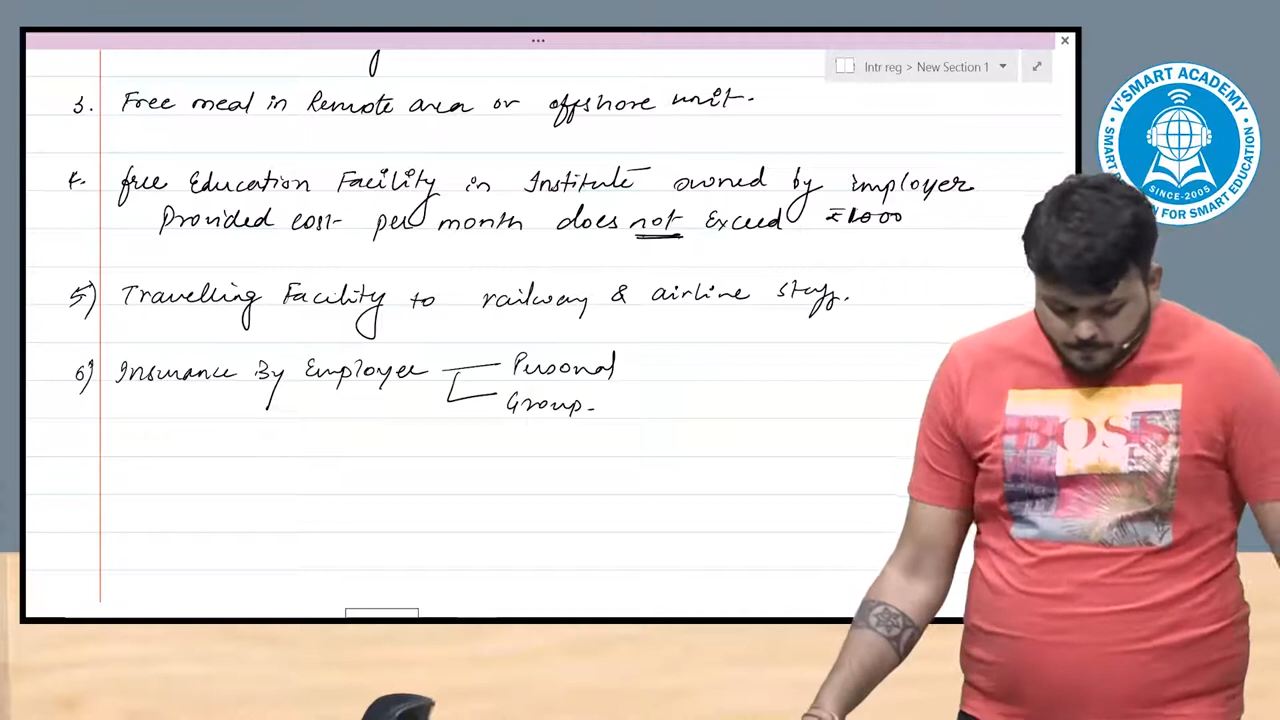 Intr reg > New Section 1
3. Free meal in Remote area or offshore unit.
4. free Education Facility in Institute owned by employer
Provided cost per month does not Exceed ₹1000
5) Travelling Facility to railway & airline staff.
6) Insurance By Employee
Personal
Group.
V'SMART ACADEMY
SINCE-2005
FOR SMART EDUCATION
BOSS